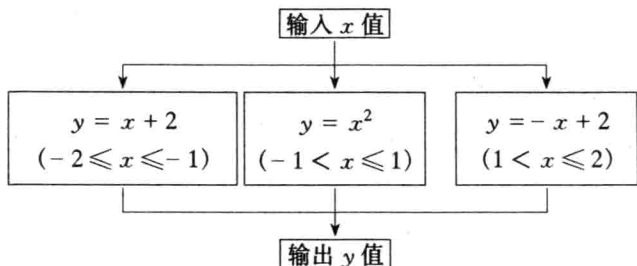 输入 x 值
y = x + 2
(－2 ⩽ x ⩽－1)
y = x²
(－1 < x ⩽ 1)
y =－ x + 2
(1 < x ⩽ 2)
输出 y 值